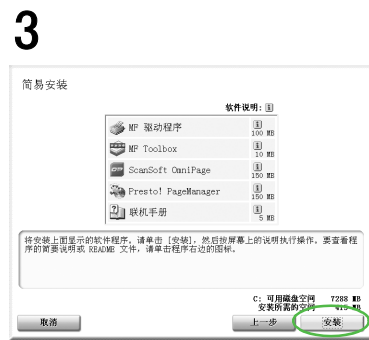 3
简易安装
软件说明: i
MF 驱动程序 i 100 MB
MF Toolbox i 10 MB
ScanSoft OmniPage i 150 MB
Presto! PageManager i 150 MB
联机手册 i 5 MB
将安装上面显示的软件程序。请单击 [安装]，然后按屏幕上的说明执行操作。要查看程
序的简要说明或 README 文件，请单击程序右边的图标。
C: 可用磁盘空间 7288 MB
安装所需的空间 415 MB
取消 上一步 安装